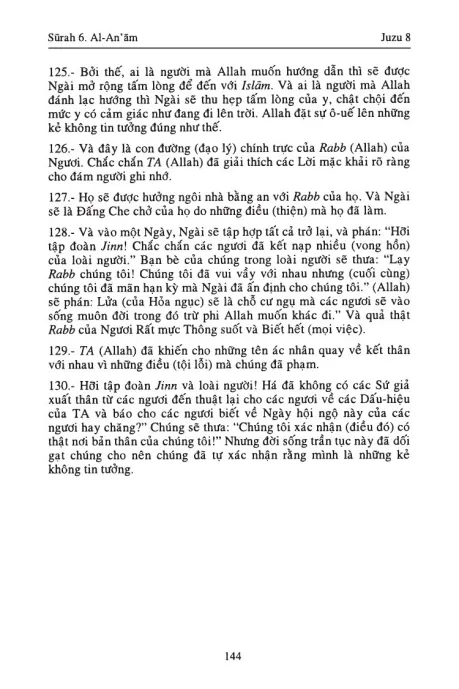 Sūrah 6. Al-An’ām Juzu 8
125.- Bởi thế, ai là người mà Allah muốn hướng dẫn thì sẽ được
Ngài mở rộng tấm lòng để đến với Islām. Và ai là người mà Allah
đánh lạc hướng thì Ngài sẽ thu hẹp tấm lòng của y, chật chội đến
mức y có cảm giác như đang đi lên trời. Allah đặt sự ô-uế lên những
kẻ không tin tưởng đúng như thế.
126.- Và đây là con đường (đạo lý) chính trực của Rabb (Allah) của
Ngươi. Chắc chắn TA (Allah) đã giải thích các Lời mặc khải rõ ràng
cho đám người ghi nhớ.
127.- Họ sẽ được hưởng ngôi nhà bằng an với Rabb của họ. Và Ngài
sẽ là Đấng Che chở của họ do những điều (thiện) mà họ đã làm.
128.- Và vào một Ngày, Ngài sẽ tập hợp tất cả trở lại, và phán: “Hỡi
tập đoàn Jinn! Chắc chắn các ngươi đã kết nạp nhiều (vong hồn)
của loài người.” Bạn bè của chúng trong loài người sẽ thưa: “Lạy
Rabb chúng tôi! Chúng tôi đã vui vầy với nhau nhưng (cuối cùng)
chúng tôi đã mãn hạn kỳ mà Ngài đã ấn định cho chúng tôi.” (Allah)
sẽ phán: Lửa (của Hỏa ngục) sẽ là chỗ cư ngụ mà các ngươi sẽ vào
sống muôn đời trong đó trừ phi Allah muốn khác đi.” Và quả thật
Rabb của Ngươi Rất mực Thông suốt và Biết hết (mọi việc).
129.- TA (Allah) đã khiến cho những tên ác nhân quay về kết thân
với nhau vì những điều (tội lỗi) mà chúng đã phạm.
130.- Hỡi tập đoàn Jinn và loài người! Há đã không có các Sứ giả
xuất thân từ các ngươi đến thuật lại cho các ngươi về các Dấu-hiệu
của TA và báo cho các ngươi biết về Ngày hội ngộ này của các
ngươi hay chăng?” Chúng sẽ thưa: “Chúng tôi xác nhận (điều đó) có
thật nơi bản thân của chúng tôi!” Nhưng đời sống trần tục này đã dối
gạt chúng cho nên chúng đã tự xác nhận rằng mình là những kẻ
không tin tưởng.
144